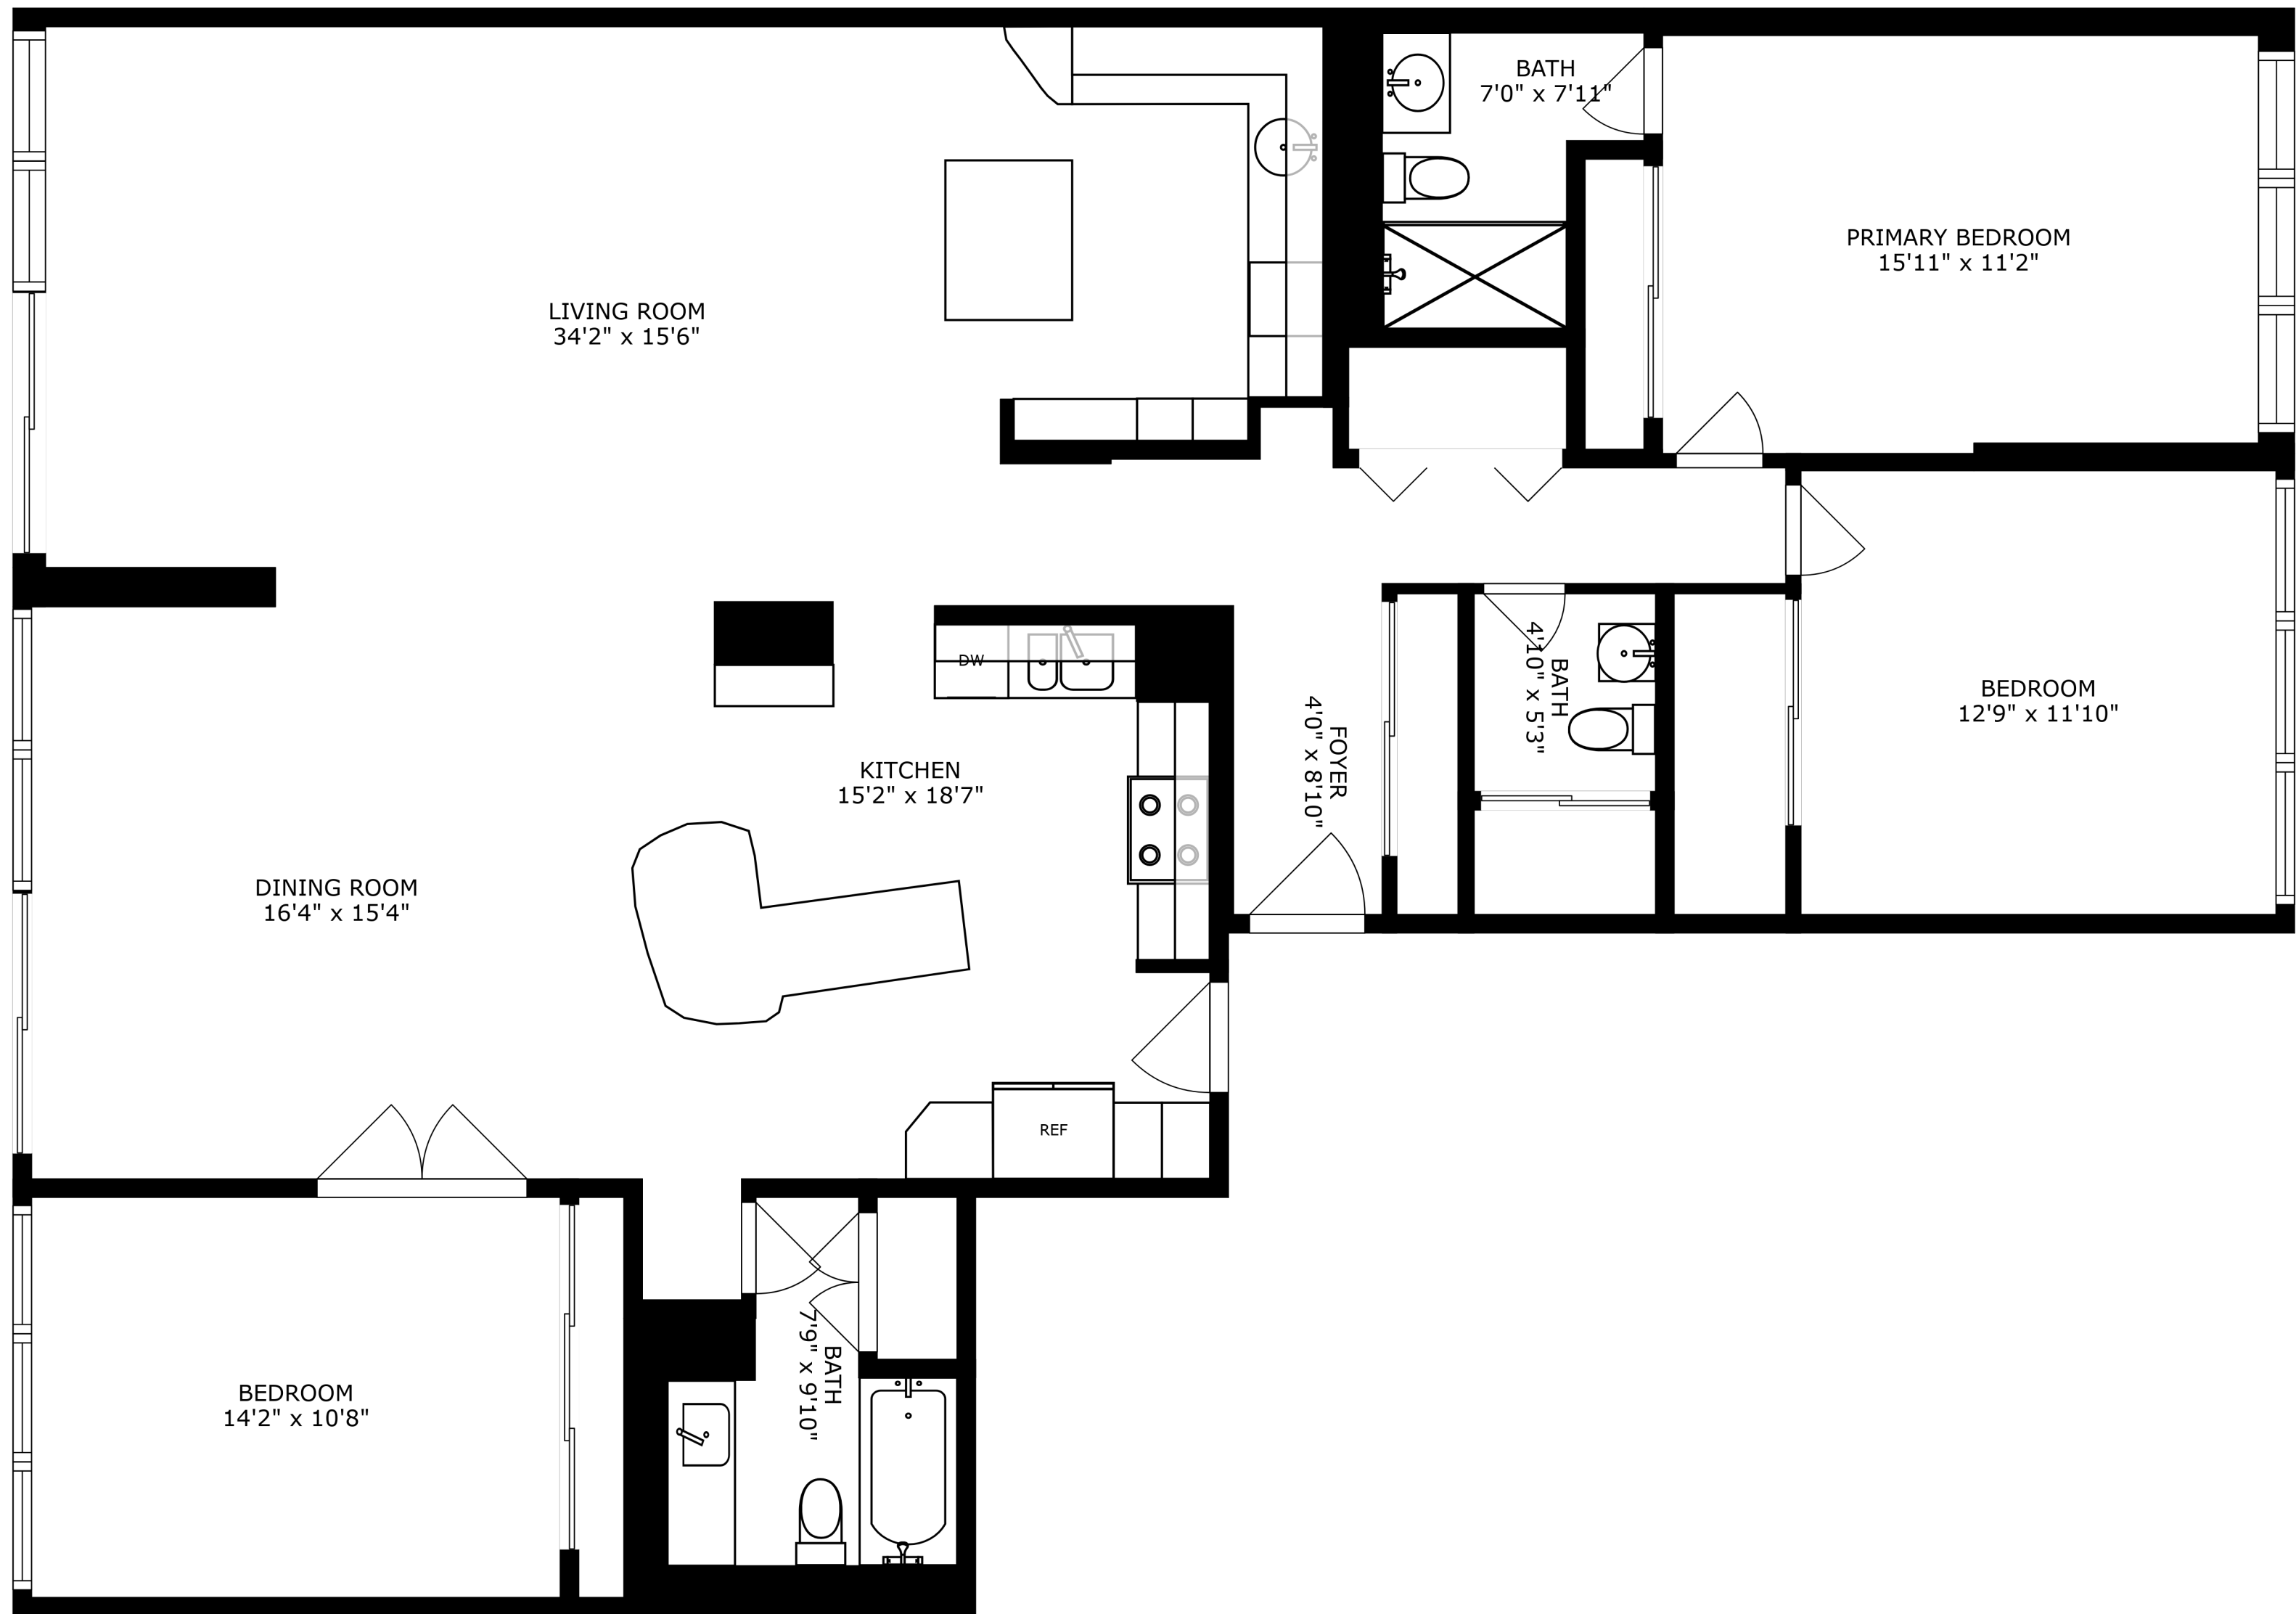 BATH
7'0" x 7'11"
PRIMARY BEDROOM
15'11" x 11'2"
LIVING ROOM
34'2" x 15'6"
DW
BATH
4'10" x 5'3"
BEDROOM
12'9" x 11'10"
FOYER
4'0" x 8'10"
KITCHEN
15'2" x 18'7"
DINING ROOM
16'4" x 15'4"
REF
BEDROOM
14'2" x 10'8"
BATH
7'9" x 9'10"